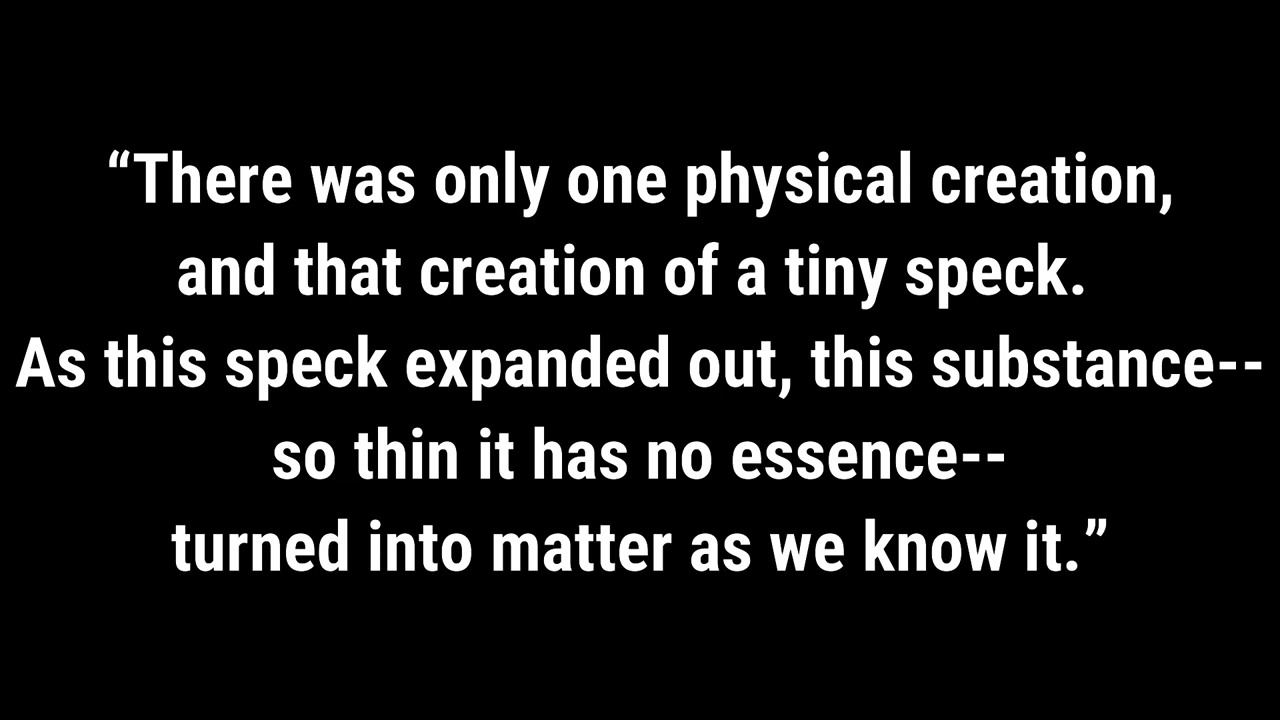 “There was only one physical creation,
and that creation of a tiny speck.
As this speck expanded out, this substance--
so thin it has no essence--
turned into matter as we know it.”